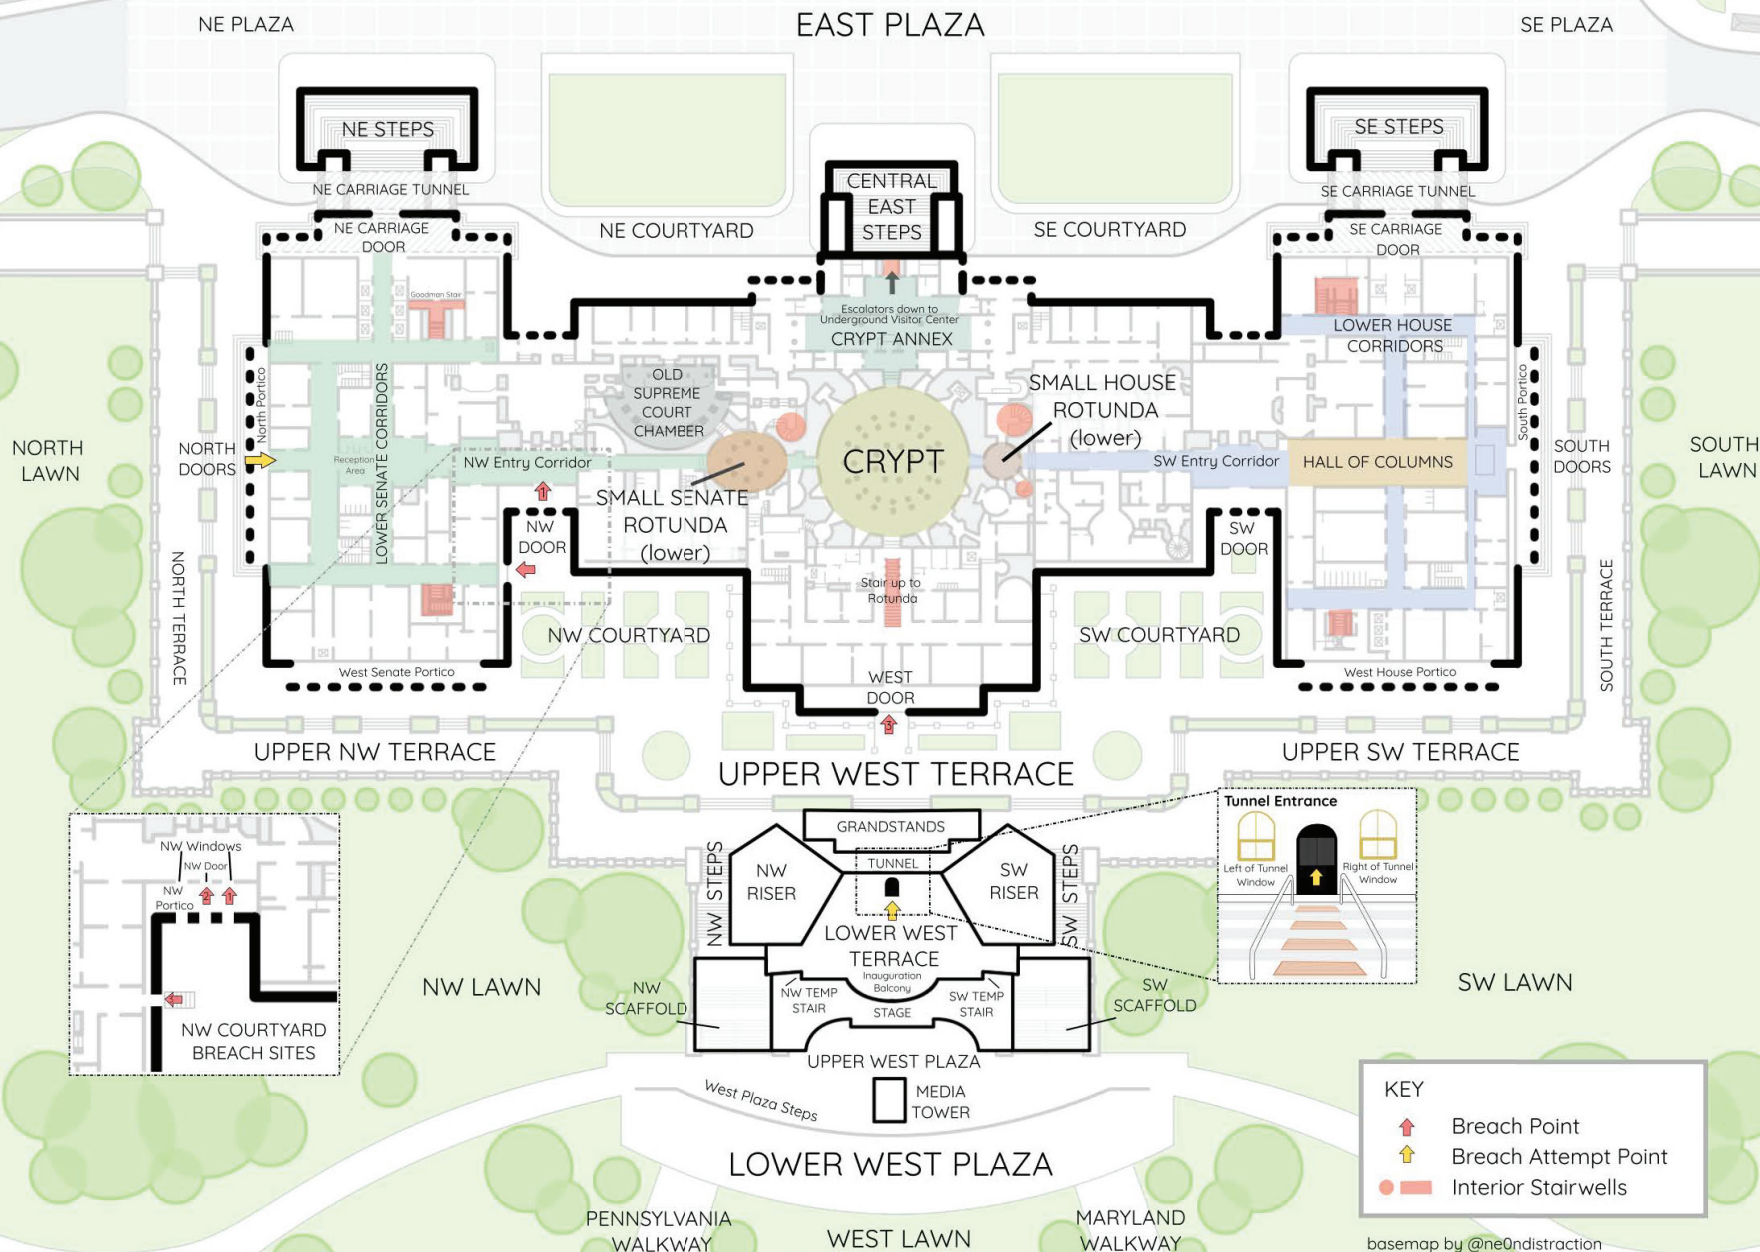 NE PLAZA
EAST PLAZA
SE PLAZA
NE STEPS
NE CARRIAGE TUNNEL
NE CARRIAGE
DOOR
NE COURTYARD
CENTRAL
EAST
STEPS
SE COURTYARD
SE STEPS
SE CARRIAGE TUNNEL
SE CARRIAGE
DOOR
Goodman Stair
Escalators down to
Underground Visitor Center
CRYPT ANNEX
LOWER HOUSE
CORRIDORS
North Portico
LOWER SENATE CORRIDORS
OLD
SUPREME
COURT
CHAMBER
SMALL HOUSE
ROTUNDA
(lower)
South Portico
NORTH
LAWN
NORTH
DOORS
Reception
Area
NW Entry Corridor
CRYPT
SW Entry Corridor
HALL OF COLUMNS
SOUTH
DOORS
SOUTH
LAWN
1
SMALL SENATE
ROTUNDA
(lower)
NW
DOOR
SW
DOOR
NORTH TERRACE
Stair up to
Rotunda
SOUTH TERRACE
NW COURTYARD
SW COURTYARD
West Senate Portico
WEST
DOOR
West House Portico
3
UPPER NW TERRACE
UPPER WEST TERRACE
UPPER SW TERRACE
Tunnel Entrance
Left of Tunnel
Window
Right of Tunnel
Window
GRANDSTANDS
TUNNEL
NW STEPS
NW
RISER
SW
RISER
SW STEPS
NW Windows
NW Door
NW
Portico
2
1
NW COURTYARD
BREACH SITES
LOWER WEST
TERRACE
Inauguration
Balcony
NW LAWN
NW
SCAFFOLD
NW TEMP
STAIR
STAGE
SW TEMP
STAIR
SW
SCAFFOLD
SW LAWN
UPPER WEST PLAZA
West Plaza Steps
MEDIA
TOWER
LOWER WEST PLAZA
PENNSYLVANIA
WALKWAY
WEST LAWN
MARYLAND
WALKWAY
KEY
Breach Point
Breach Attempt Point
Interior Stairwells
basemap by @ne0ndistraction